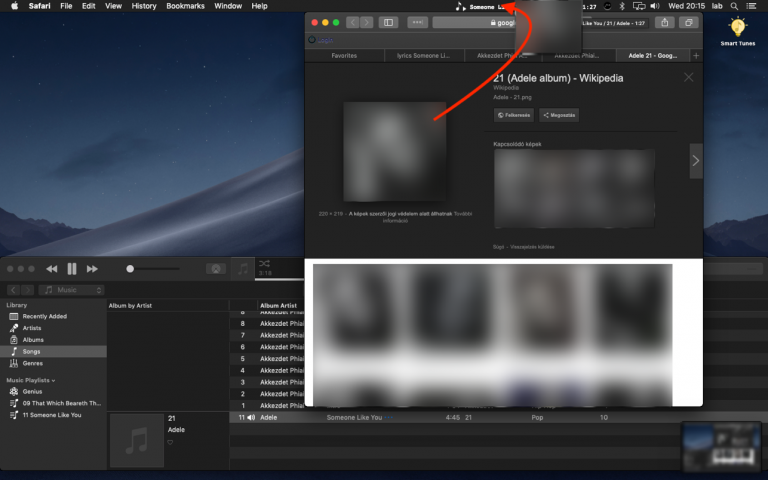 Safari File Edit View History Bookmarks Window Help
Someone Li
1:27
Wed 20:15 lab
Smart Tunes
googl
Like You / 21 / Adele - 1:27
Favorites
lyrics Someone Li...
Akkezdet Phiai...
Adele 21 - Goog...
21 (Adele album) - Wikipedia
Wikipedia
Adele - 21.png
Felkeresés
Megosztás
Kapcsolódó képek
220 × 219 - A képek szerzői jogi védelem alatt állhatnak További
információ
Súgó - Visszajelzés küldése
3:18
Music
Library
Recently Added
Artists
Albums
Songs
Genres
Music Playlists
Genius
09 That Which Beareth Th...
11 Someone Like You
Album by Artist
Album Artist
8 Akkezdet Phiai
8 Akkezdet Phiai
7 Akkezdet Phiai
6 Akkezdet Phiai
5 Akkezdet Phiai
4 Akkezdet Phiai
3 Akkezdet Phiai
2 Akkezdet Phiai
1 Akkezdet Phiai
11 Adele Someone Like You 4:45 21 Pop 10
21
Adele